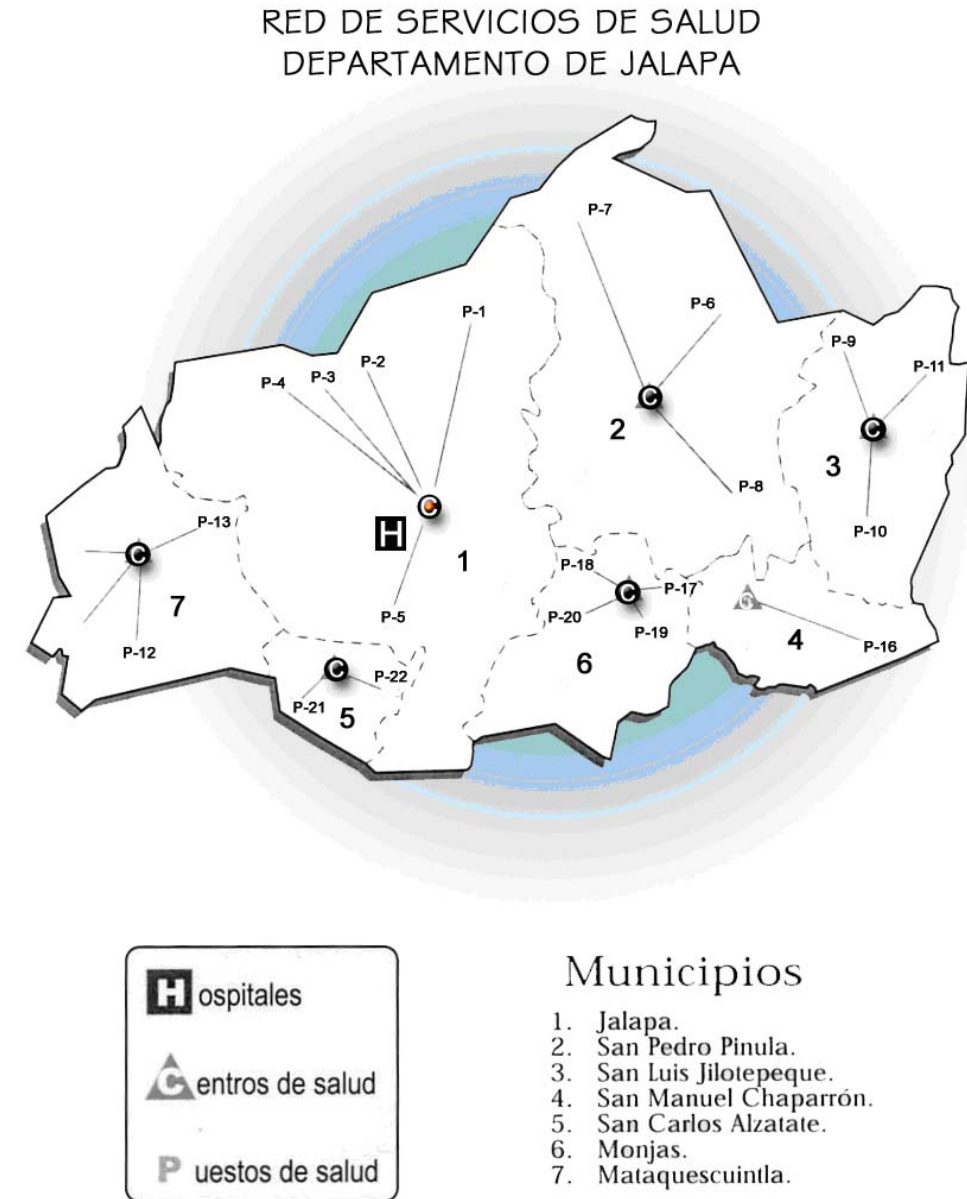 RED DE SERVICIOS DE SALUD
DEPARTAMENTO DE JALAPA
P-7
P-6
P-1
P-9
P-2
P-11
P-3
P-4
C
2
C
3
P-8
C
P-13
P-10
H
C
1
P-18
P-17
C
C
7
P-20
P-5
P-19
4
P-16
P-12
6
C
P-22
P-21
5
H ospitales
C entros de salud
P uestos de salud
Municipios
1. Jalapa.
2. San Pedro Pinula.
3. San Luis Jilotepeque.
4. San Manuel Chaparrón.
5. San Carlos Alzatate.
6. Monjas.
7. Mataquescuintla.